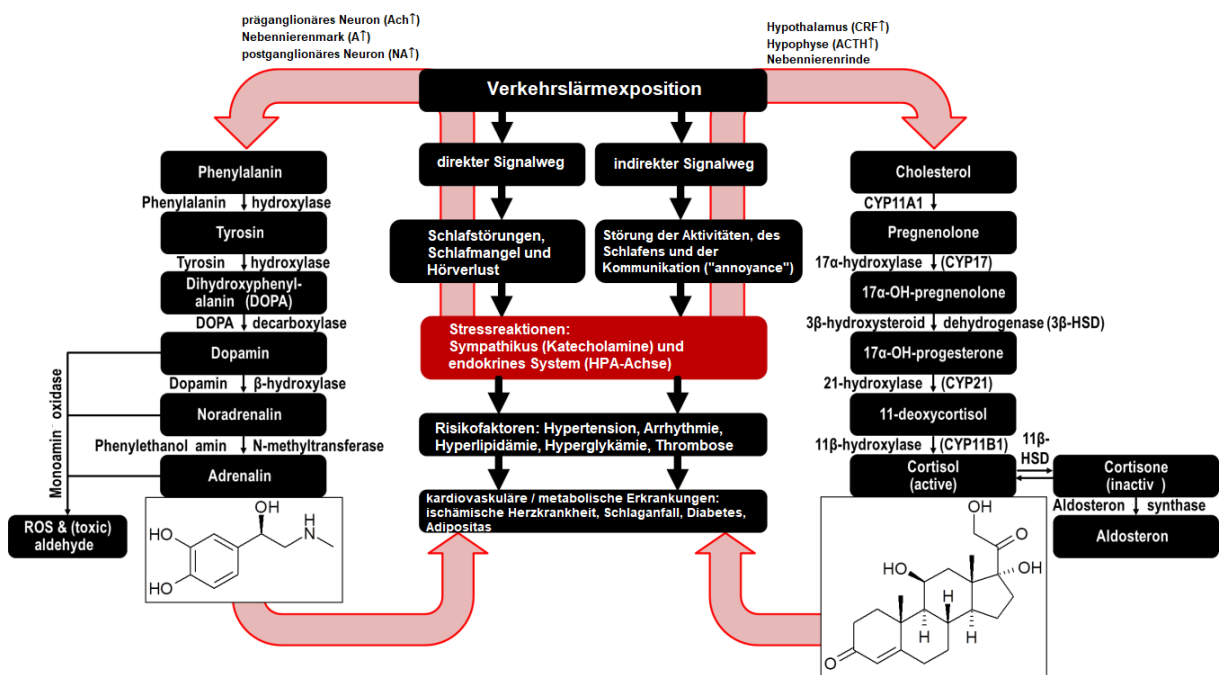 präganglionäres Neuron (Ach↑)
Nebennierenmark (A↑)
postganglionäres Neuron (NA↑)
Hypothalamus (CRF↑)
Hypophyse (ACTH↑)
Nebennierenrinde
Verkehrslärmexposition
direkter Signalweg
indirekter Signalweg
Schlafstörungen,
Schlafmangel und
Hörverlust
Störung der Aktivitäten, des
Schlafens und der
Kommunikation ("annoyance")
Stressreaktionen:
Sympathikus (Katecholamine) und
endokrines System (HPA-Achse)
Risikofaktoren: Hypertension, Arrhythmie,
Hyperlipidämie, Hyperglykämie, Thrombose
kardiovaskuläre / metabolische Erkrankungen:
ischämische Herzkrankheit, Schlaganfall, Diabetes,
Adipositas
Phenylalanin
Phenylalanin hydroxylase
Tyrosin
Tyrosin hydroxylase
Dihydroxyphenyl-
alanin (DOPA)
DOPA decarboxylase
Dopamin
Dopamin β-hydroxylase
Noradrenalin
Phenylethanol amin N-methyltransferase
Adrenalin
Monoamin oxidase
ROS & (toxic)
aldehyde
OH
HO
HO
H
N
Cholesterol
CYP11A1
Pregnenolone
17α-hydroxylase (CYP17)
17α-OH-pregnenolone
3β-hydroxysteroid dehydrogenase (3β-HSD)
17α-OH-progesterone
21-hydroxylase (CYP21)
11-deoxycortisol
11β-hydroxylase (CYP11B1)
11β-
HSD
Cortisol
(active)
Cortisone
(inactiv )
Aldosteron synthase
Aldosteron
OH
O
HO
OH
H
H
H
O